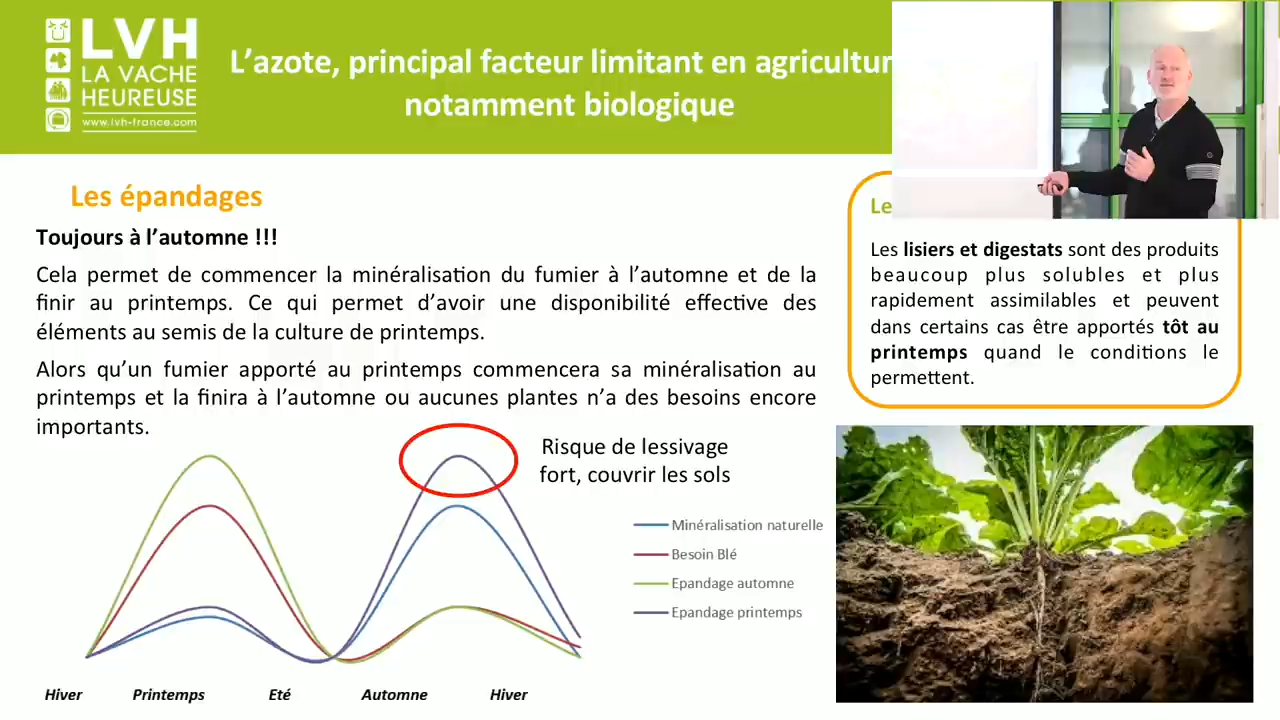 LVH
LA VACHE
HEUREUSE
www.lvh-france.com
L'azote, principal facteur limitant en
notamment biologique
Les épandages
Toujours à l'automne !!!
Cela permet de commencer la minéralisation du fumier à l'automne et de la
finir au printemps. Ce qui permet d'avoir une disponibilité effective des
éléments au semis de la culture de printemps.
Alors qu'un fumier apporté au printemps commencera sa minéralisation au
printemps et la finira à l'automne ou aucunes plantes n'a des besoins encore
importants.
Les lisiers et digestats sont des produits
beaucoup plus solubles et plus
rapidement assimilables et peuvent
dans certains cas être apportés tôt au
printemps quand le conditions le
permettent.
Risque de lessivage
fort, couvrir les sols
Minéralisation naturelle
Besoin Blé
Epandage automne
Epandage printemps
Hiver Printemps Eté Automne Hiver